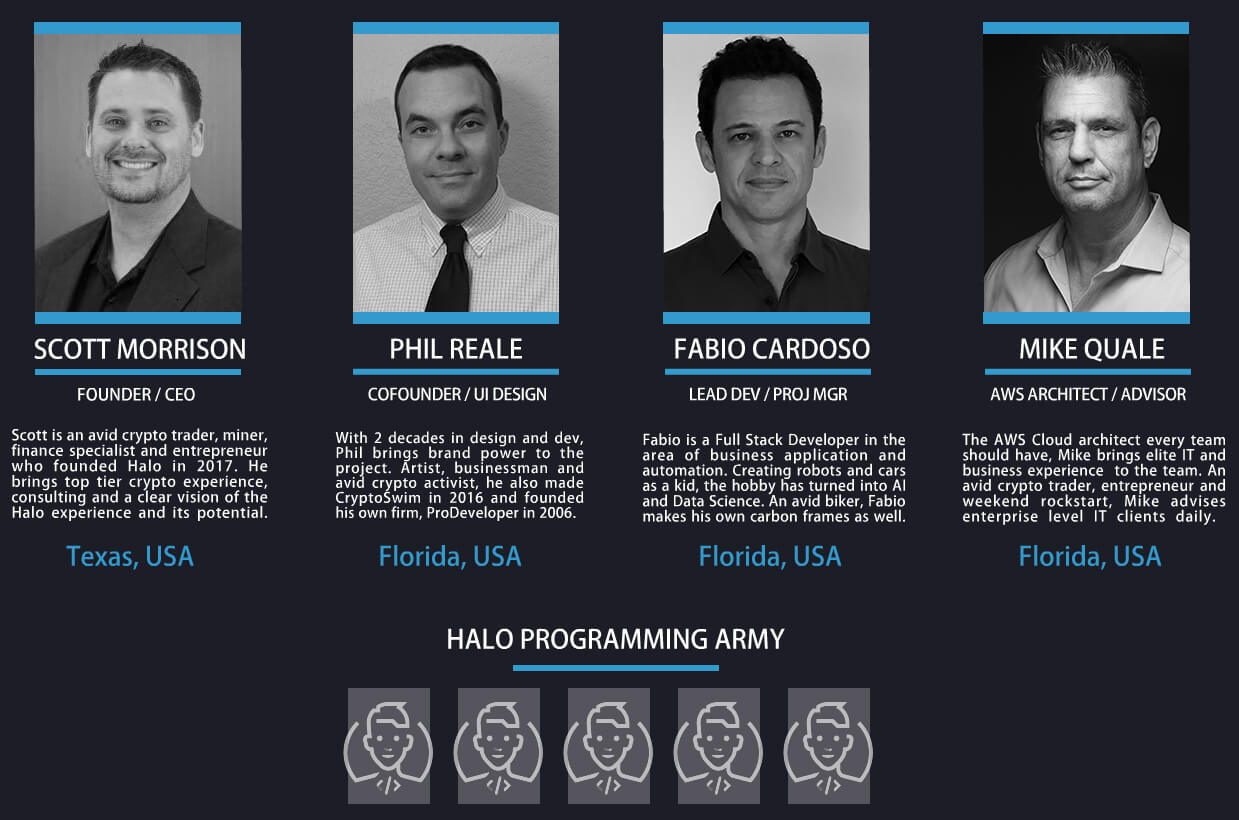 SCOTT MORRISON
FOUNDER / CEO
Scott is an avid crypto trader, miner,
finance specialist and entrepreneur
who founded Halo in 2017. He
brings top tier crypto experience,
consulting and a clear vision of the
Halo experience and its potential.
Texas, USA
PHIL REALE
COFOUNDER / UI DESIGN
With 2 decades in design and dev,
Phil brings brand power to the
project. Artist, businessman and
avid crypto activist, he also made
CryptoSwim in 2016 and founded
his own firm, ProDeveloper in 2006.
Florida, USA
FABIO CARDOSO
LEAD DEV / PROJ MGR
Fabio is a Full Stack Developer in the
area of business application and
automation. Creating robots and cars
as a kid, the hobby has turned into AI
and Data Science. An avid biker, Fabio
makes his own carbon frames as well.
Florida, USA
MIKE QUALE
AWS ARCHITECT / ADVISOR
The AWS Cloud architect every team
should have, Mike brings elite IT and
business experience to the team. An
avid crypto trader, entrepreneur and
weekend rockstart, Mike advises
enterprise level IT clients daily.
Florida, USA
HALO PROGRAMMING ARMY